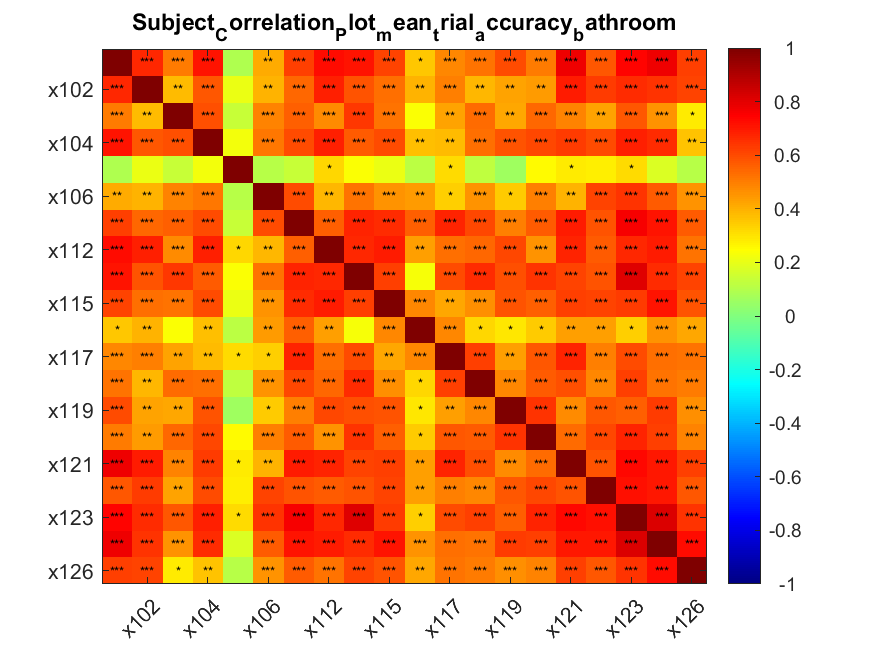 SubjectCorrelationPlotmeantrialaccuracybathroom
x102
x104
x106
x112
x115
x117
x119
x121
x123
x126
x102 x104 x106 x112 x115 x117 x119 x121 x123 x126
1
0.8
0.6
0.4
0.2
0
-0.2
-0.4
-0.6
-0.8
-1